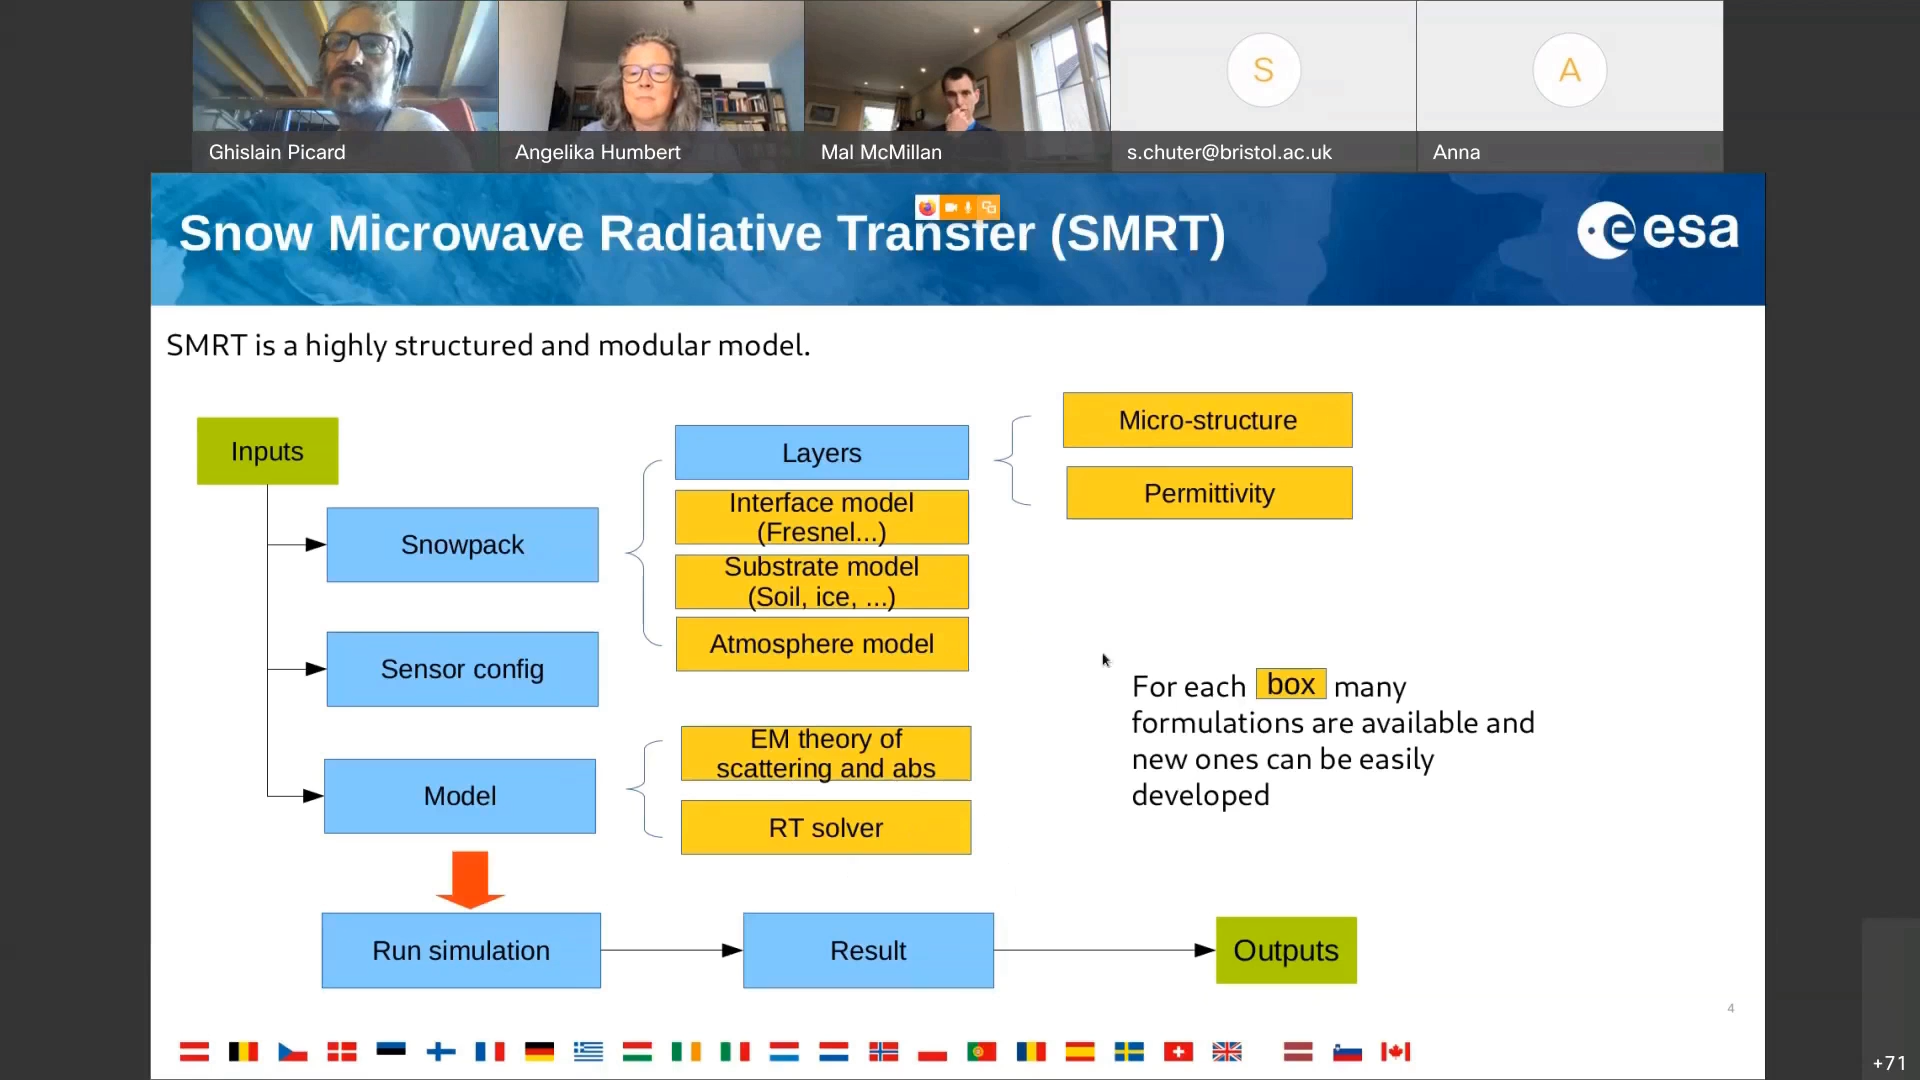 Ghislain Picard
Angelika Humbert
Mal McMillan
S
s.chuter@bristol.ac.uk
A
Anna
Snow Microwave Radiative Transfer (SMRT)
esa
SMRT is a highly structured and modular model.
Inputs
Snowpack
Sensor config
Model
Layers
Interface model
(Fresnel...)
Substrate model
(Soil, ice, ...)
Atmosphere model
Micro-structure
Permittivity
EM theory of
scattering and abs
RT solver
For each box many
formulations are available and
new ones can be easily
developed
Run simulation
Result
Outputs
4
+71